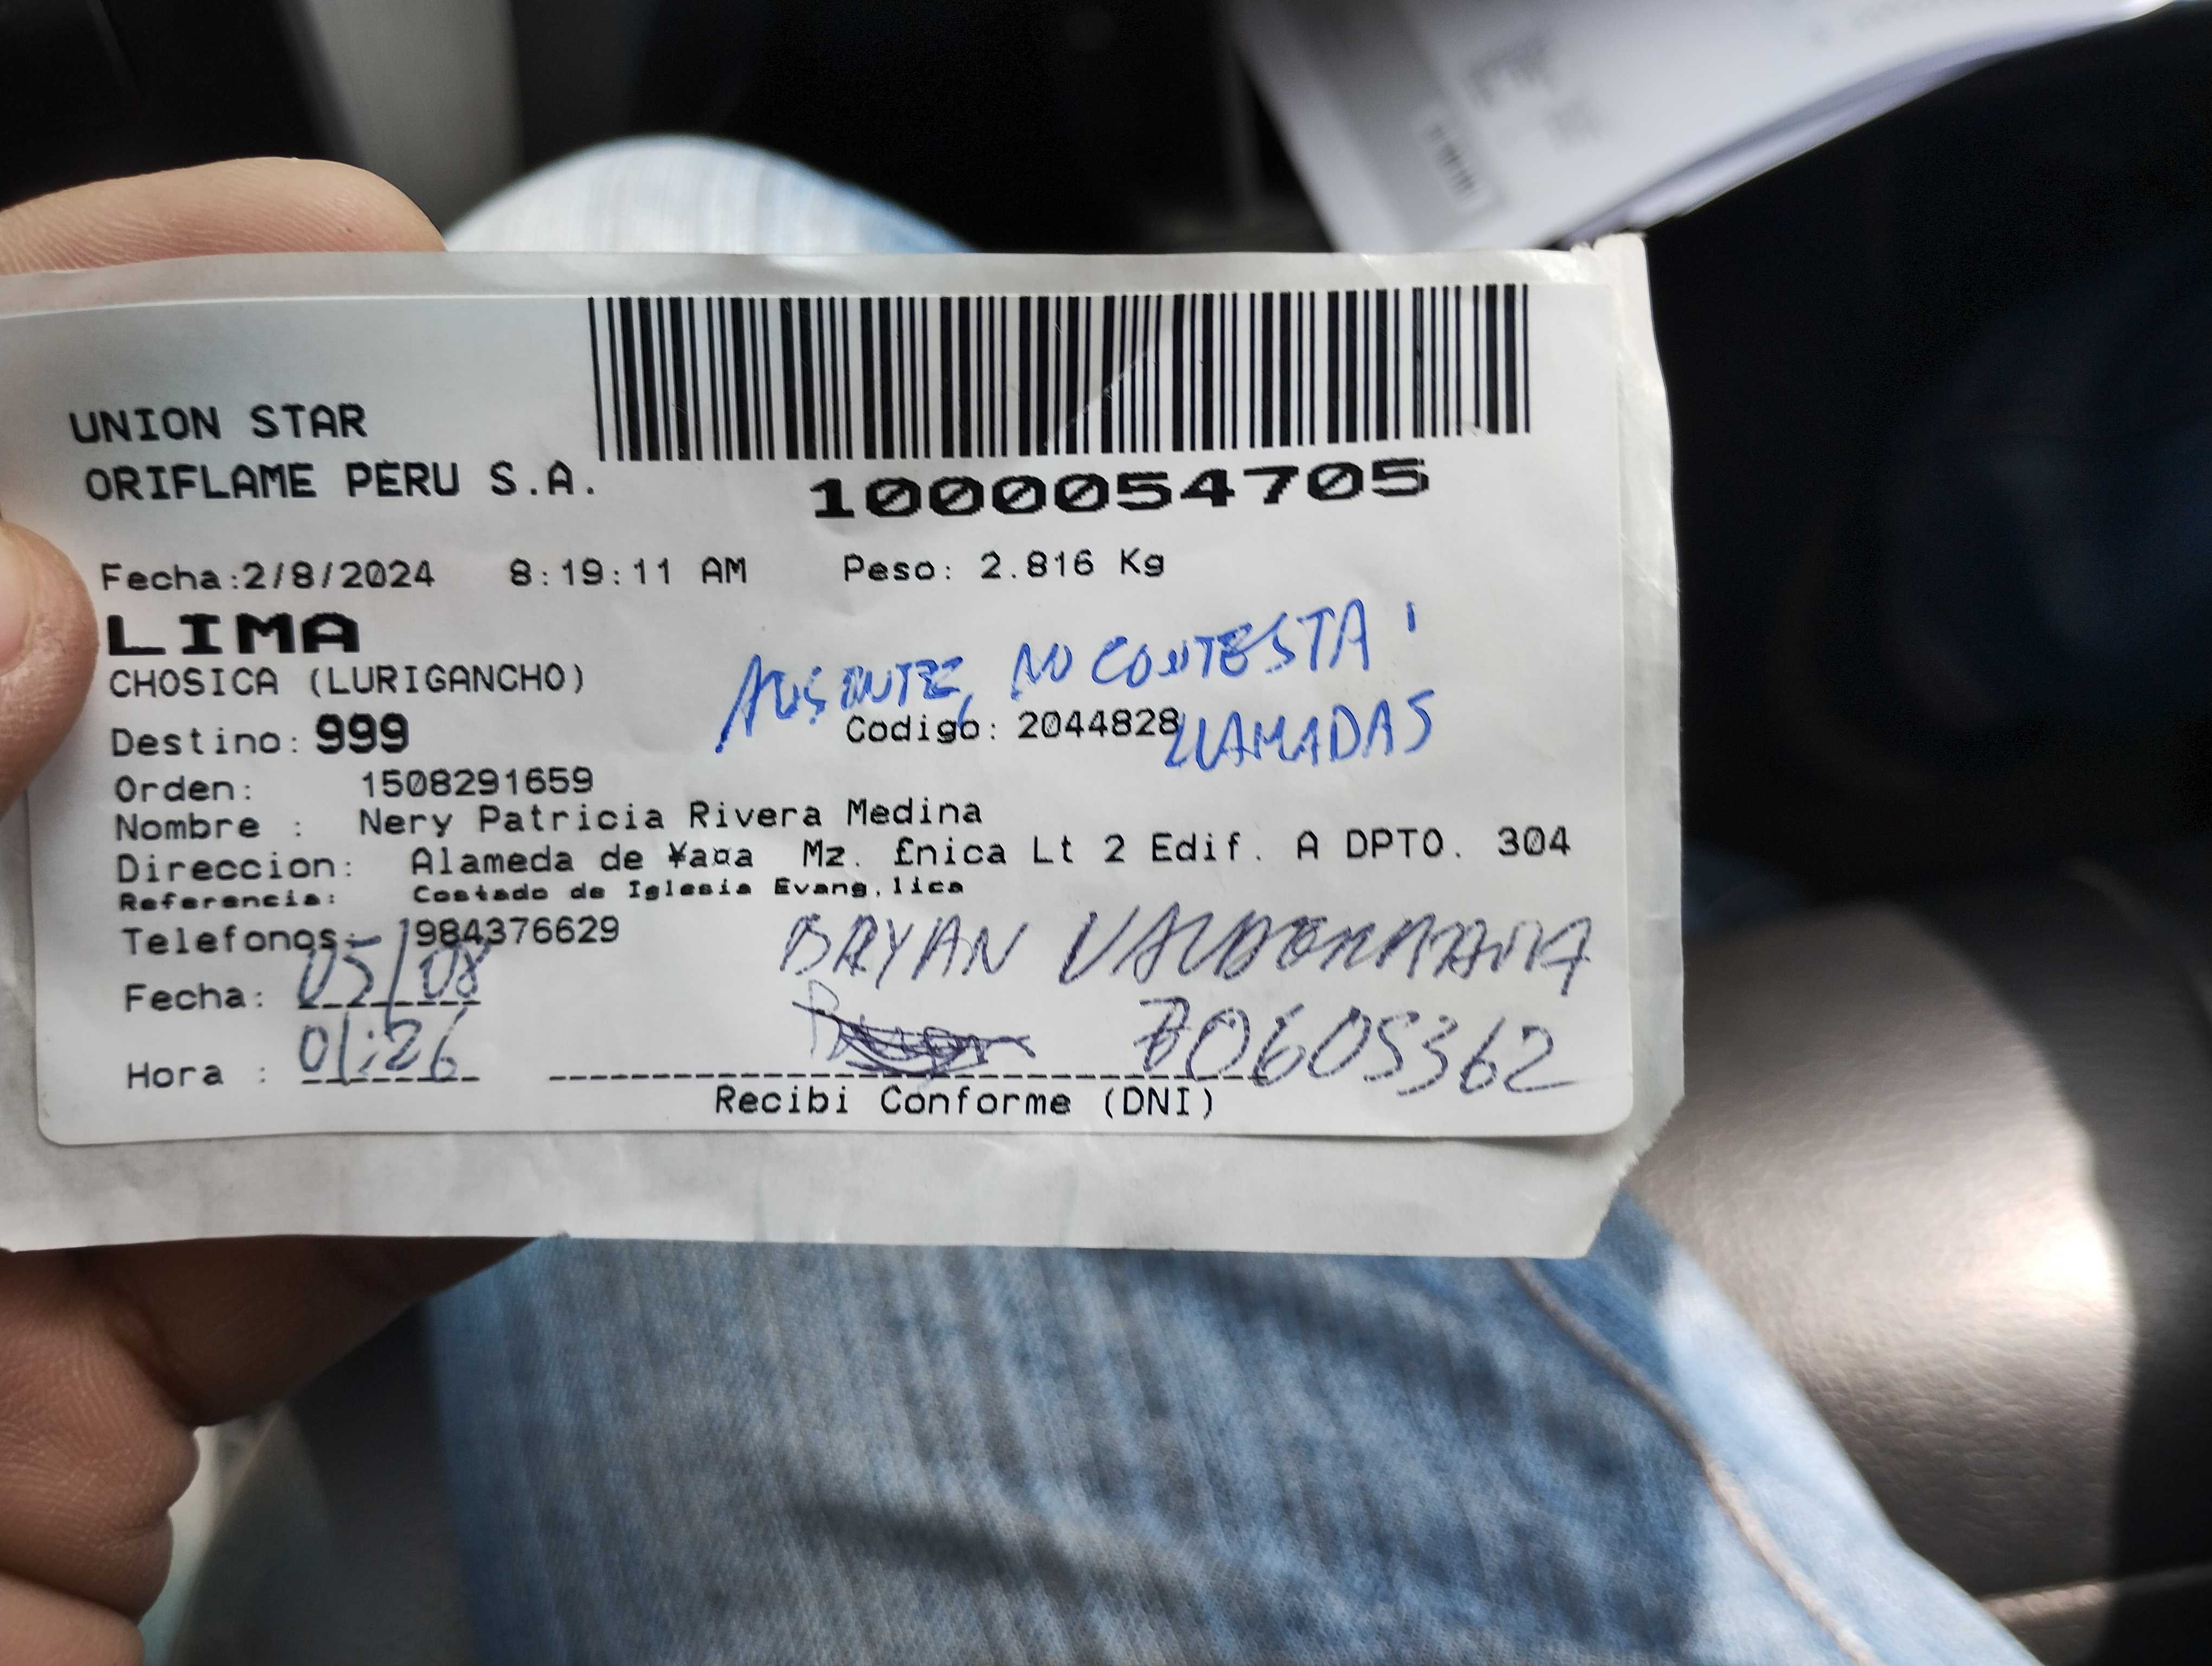 UNION STAR
ORIFLAME PERU S.A.
1000054705
Fecha:2/8/2024 8:19:11 AM Peso: 2.816 Kg
LIMA
CHOSICA (LURIGANCHO)
AUSENTE, NO CONTESTA
LLAMADAS
Destino: 999 Codigo: 2044828
Orden: 1508291659
Nombre : Nery Patricia Rivera Medina
Direccion: Alameda de ¥a¤a Mz. £nica Lt 2 Edif. A DPTO. 304
Referencia: Costado de Iglesia Evang‚lica
Telefonos- 1984376629
BRYAN
Fecha: 05/08
Hora : 01:26
Recibi Conforme (DNI)